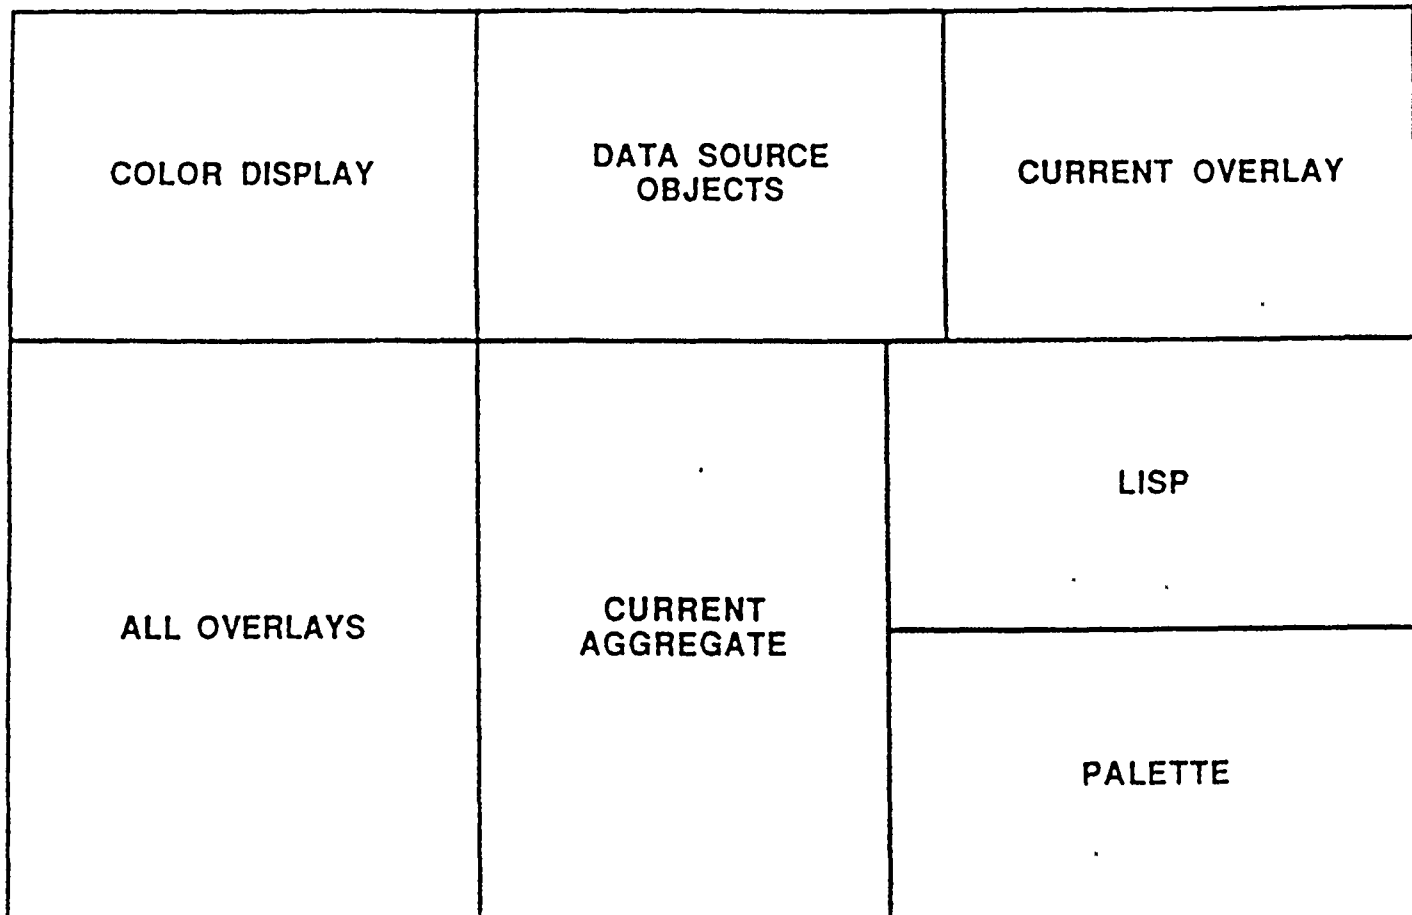 COLOR DISPLAY
DATA SOURCE
OBJECTS
CURRENT OVERLAY
ALL OVERLAYS
CURRENT
AGGREGATE
LISP
PALETTE